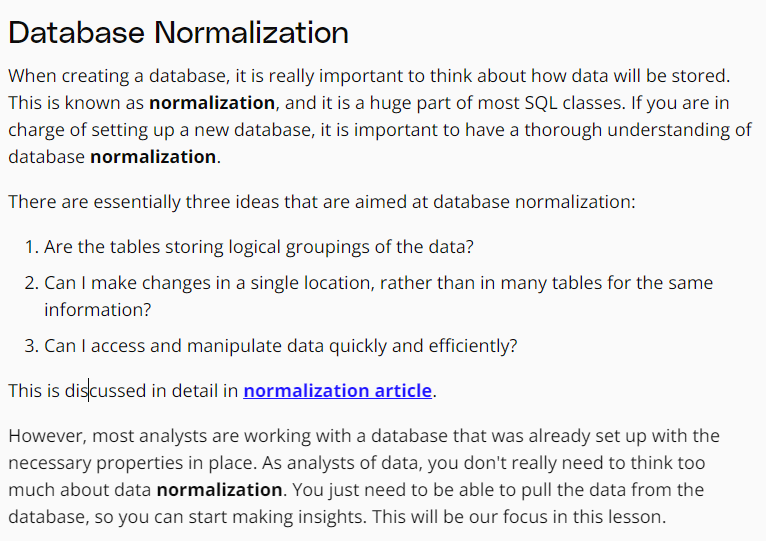 Database Normalization
When creating a database, it is really important to think about how data will be stored.
This is known as normalization, and it is a huge part of most SQL classes. If you are in
charge of setting up a new database, it is important to have a thorough understanding of
database normalization.
There are essentially three ideas that are aimed at database normalization:
1. Are the tables storing logical groupings of the data?
2. Can I make changes in a single location, rather than in many tables for the same
information?
3. Can I access and manipulate data quickly and efficiently?
This is discussed in detail in normalization article.
However, most analysts are working with a database that was already set up with the
necessary properties in place. As analysts of data, you don't really need to think too
much about data normalization. You just need to be able to pull the data from the
database, so you can start making insights. This will be our focus in this lesson.